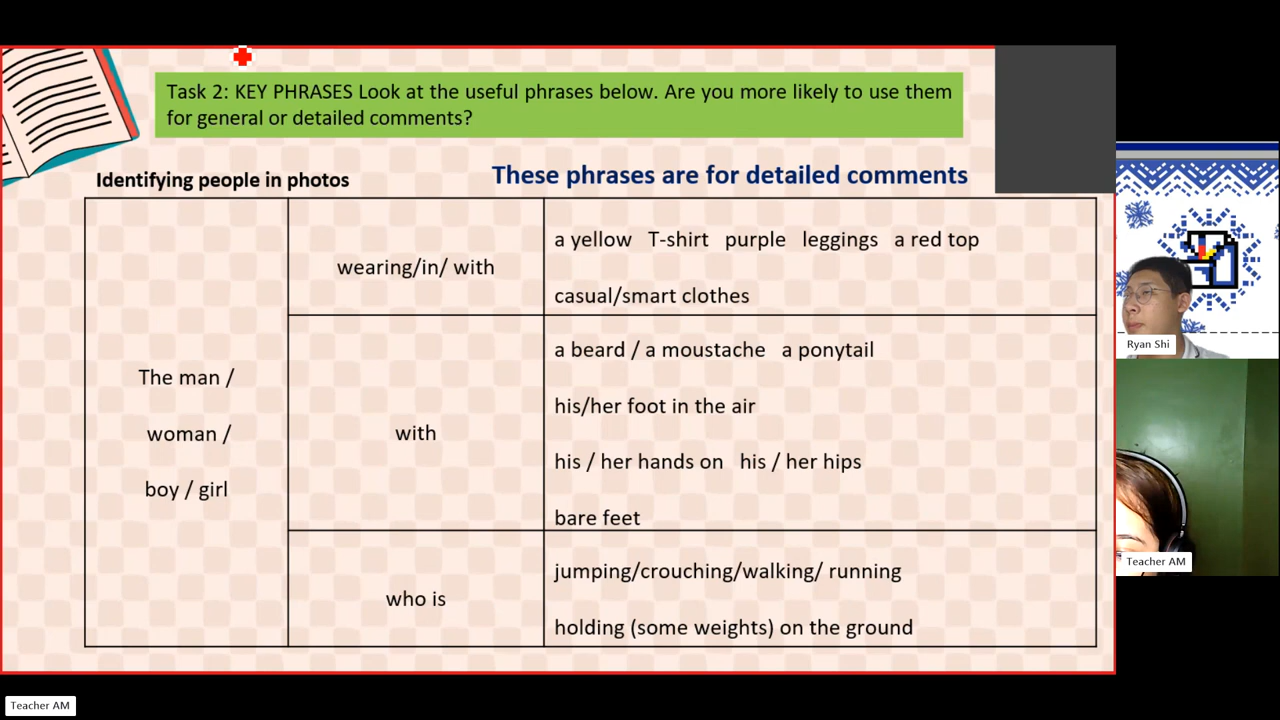 Task 2: KEY PHRASES Look at the useful phrases below. Are you more likely to use them
for general or detailed comments?
Identifying people in photos
These phrases are for detailed comments
The man /
woman /
boy / girl
wearing/in/ with
a yellow T-shirt purple leggings a red top
casual/smart clothes
with
a beard / a moustache a ponytail
his/her foot in the air
his / her hands on his / her hips
bare feet
who is
jumping/crouching/walking/ running
holding (some weights) on the ground
Ryan Shi
Teacher AM
Teacher AM